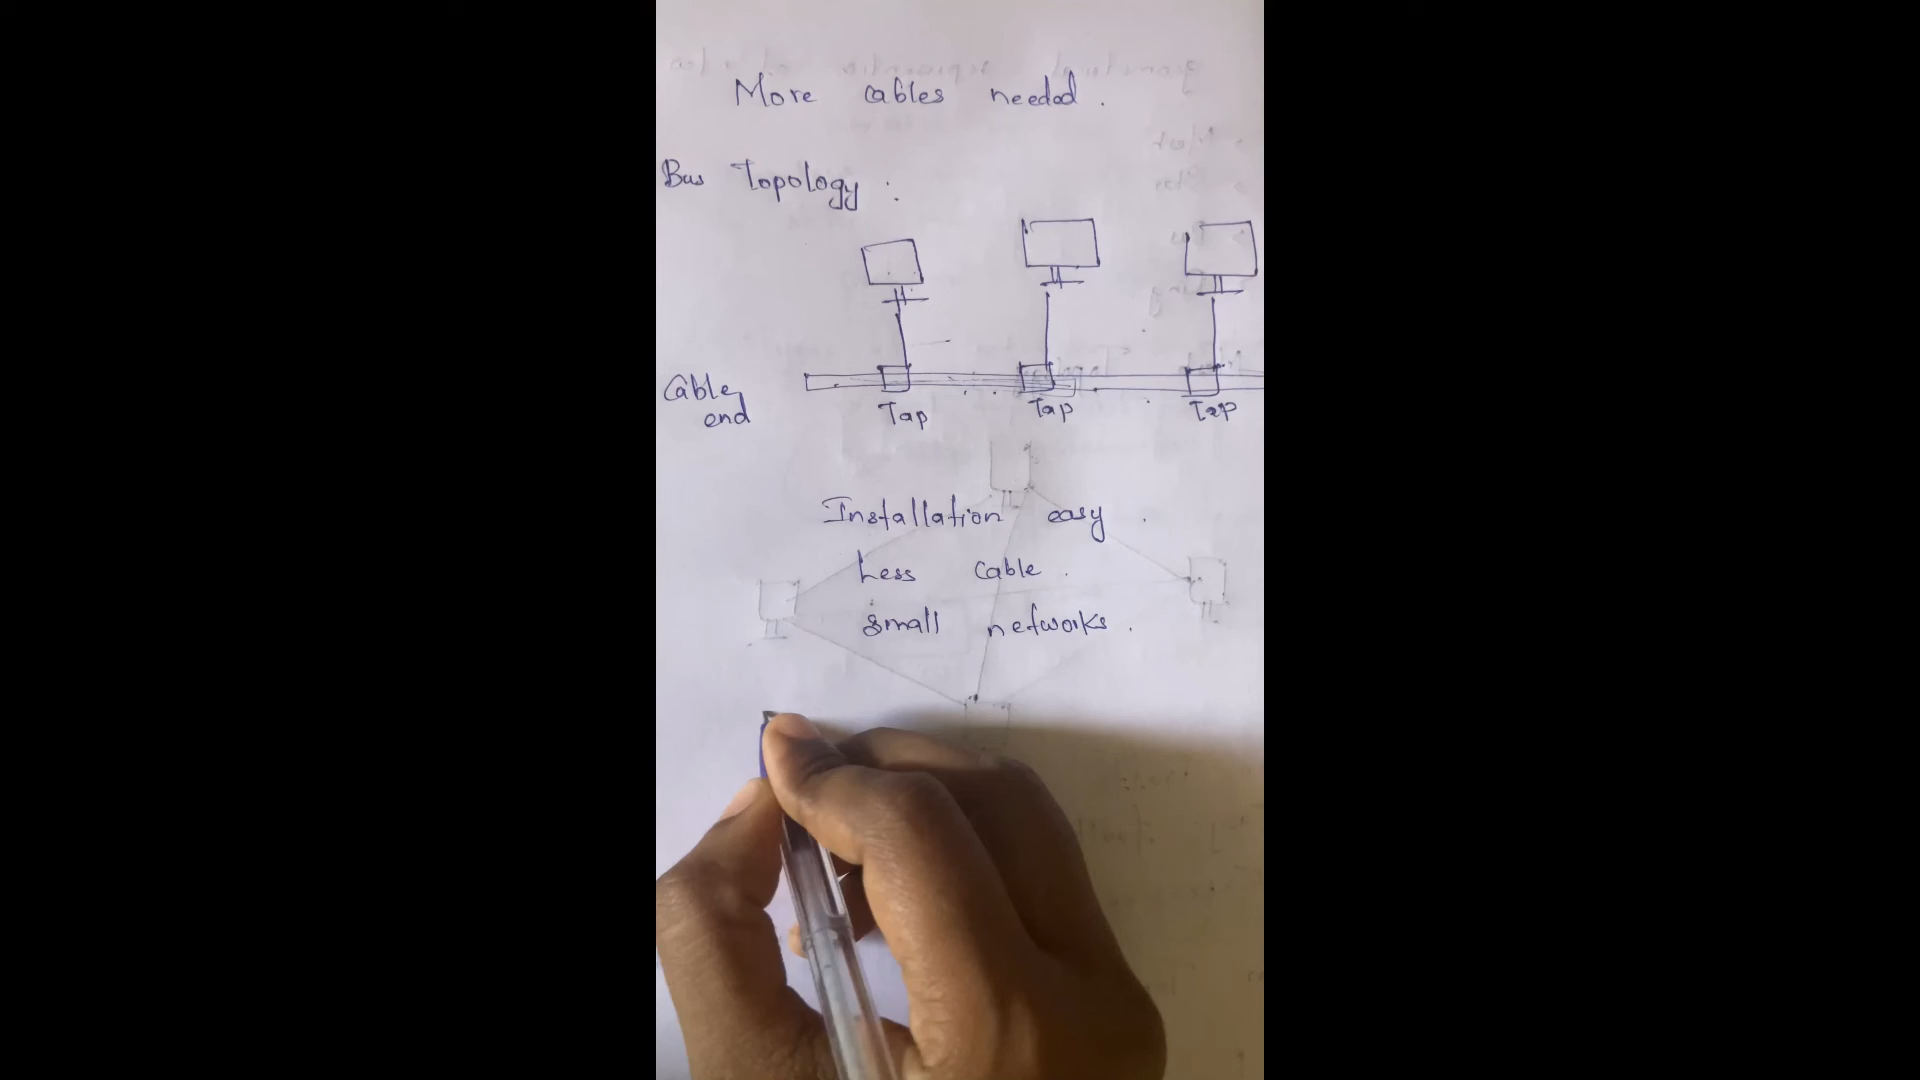 More cables needed.
Bus Topology :
Cable end
Tap Tap Tap
Installation easy.
Less cable.
small networks.